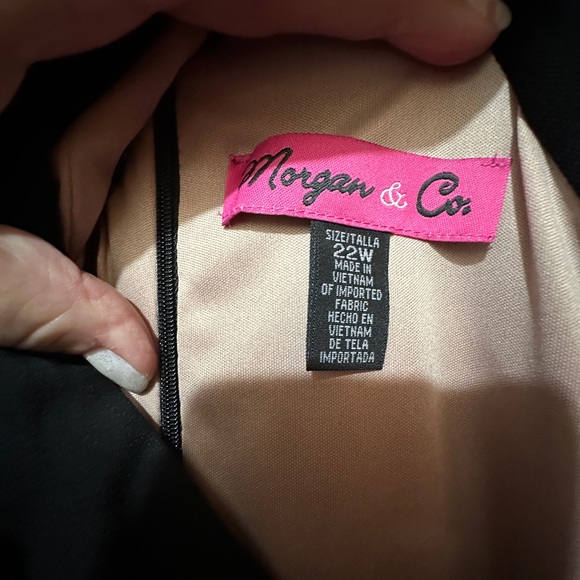 Morgan & Co.
SIZE/TALLA
22W
MADE IN
VIETNAM
OF IMPORTED
FABRIC
HECHO EN
VIETNAM
DE TELA
IMPORTADA